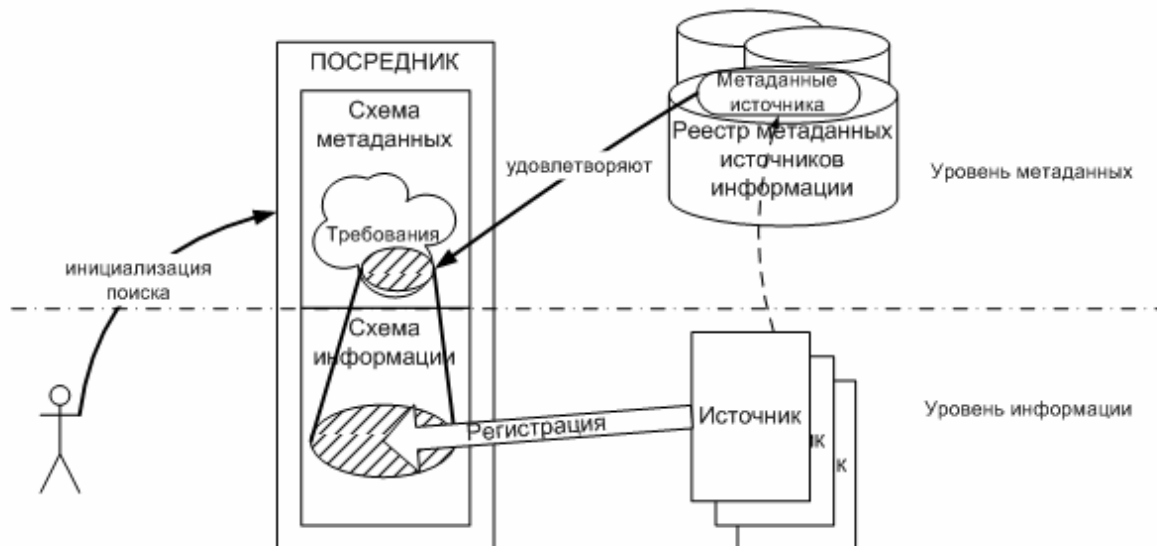 ПОСРЕДНИК
Схема
метаданных
Требования
Схема
информации
инициализация
поиска
удовлетворяют
Метаданные
источника
Реестр метаданных
источников
информации
Уровень метаданных
Регистрация
Источник
к
к
Уровень информации